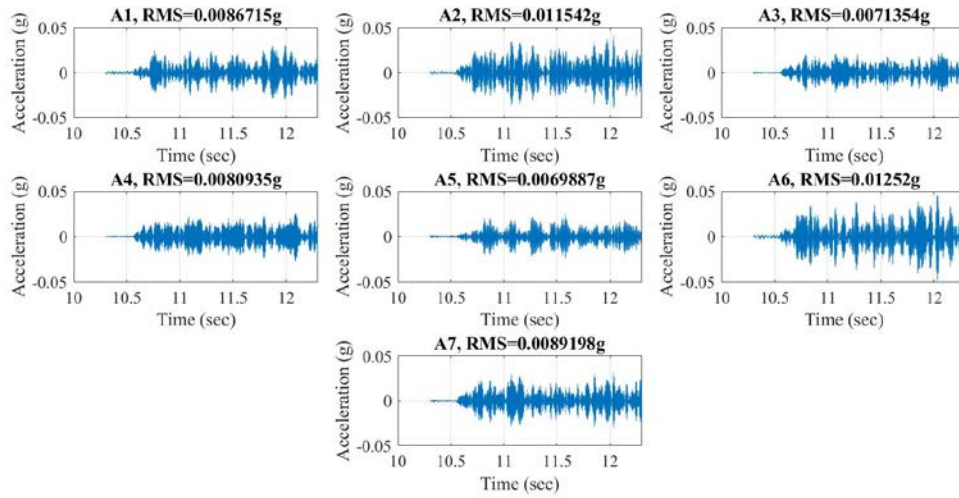 A1, RMS=0.0086715g
Acceleration (g)
0.05
0
-0.05
10
10.5
11
11.5
12
Time (sec)
A2, RMS=0.011542g
Acceleration (g)
0.05
0
-0.05
10
10.5
11
11.5
12
Time (sec)
A3, RMS=0.0071354g
Acceleration (g)
0.05
0
-0.05
10
10.5
11
11.5
12
Time (sec)
A4, RMS=0.0080935g
Acceleration (g)
0.05
0
-0.05
10
10.5
11
11.5
12
Time (sec)
A5, RMS=0.0069887g
Acceleration (g)
0.05
0
-0.05
10
10.5
11
11.5
12
Time (sec)
A6, RMS=0.01252g
Acceleration (g)
0.05
0
-0.05
10
10.5
11
11.5
12
Time (sec)
A7, RMS=0.0089198g
Acceleration (g)
0.05
0
-0.05
10
10.5
11
11.5
12
Time (sec)